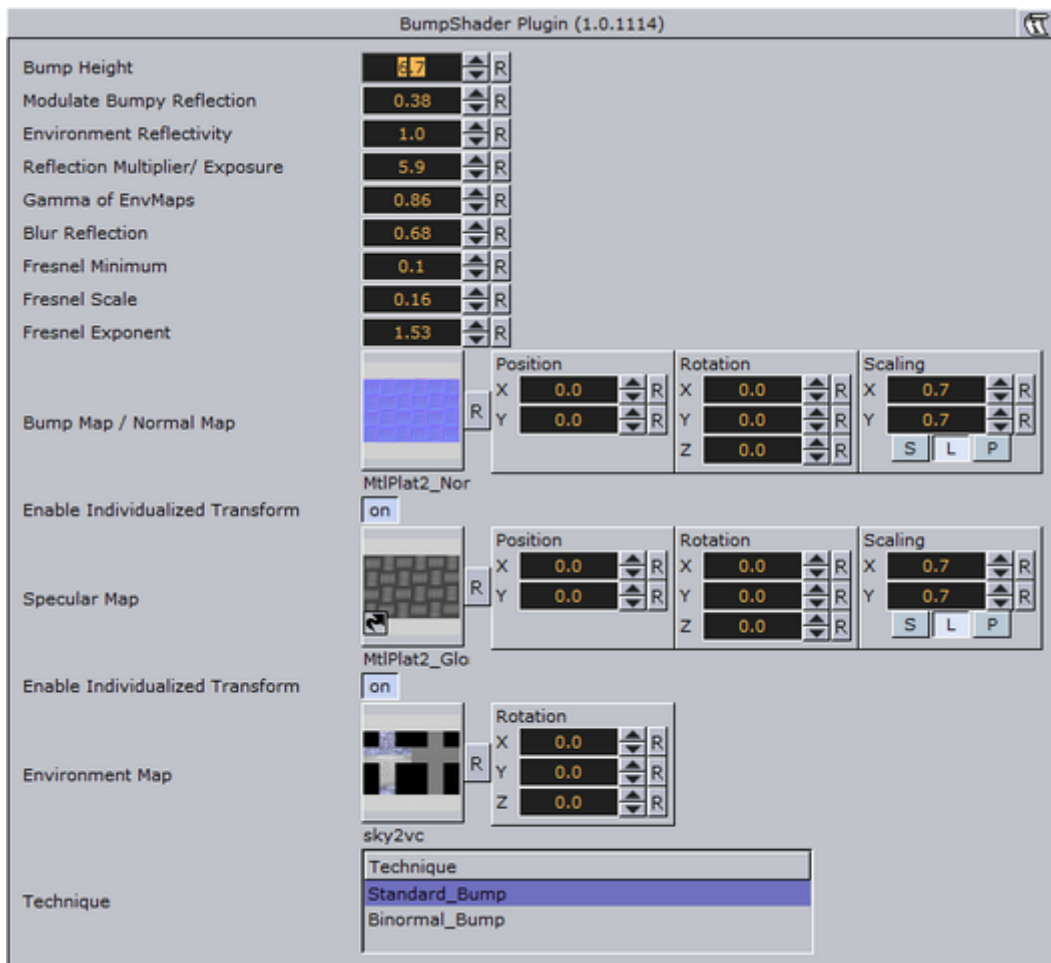 BumpShader Plugin (1.0.1114)
Bump Height 6.7 R
Modulate Bumpy Reflection 0.38 R
Environment Reflectivity 1.0 R
Reflection Multiplier/ Exposure 5.9 R
Gamma of EnvMaps 0.86 R
Blur Reflection 0.68 R
Fresnel Minimum 0.1 R
Fresnel Scale 0.16 R
Fresnel Exponent 1.53 R
Position Rotation Scaling
X 0.0 R X 0.0 R X 0.7 R
Bump Map / Normal Map R Y 0.0 R Y 0.0 R Y 0.7 R
Z 0.0 R S L P
MtlPlat2_Nor
Enable Individualized Transform on
Position Rotation Scaling
X 0.0 R X 0.0 R X 0.7 R
Specular Map R Y 0.0 R Y 0.0 R Y 0.7 R
Z 0.0 R S L P
MtlPlat2_Glo
Enable Individualized Transform on
Rotation
X 0.0 R
Environment Map R Y 0.0 R
Z 0.0 R
sky2vc
Technique
Technique Standard_Bump
Binormal_Bump